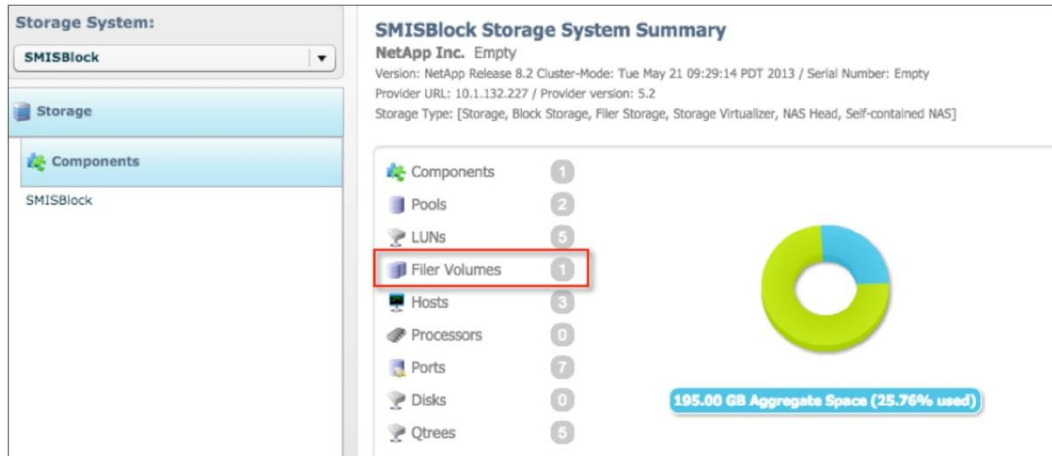 Storage System:
SMISBlock
Storage
Components
SMISBlock
SMISBlock Storage System Summary
NetApp Inc. Empty
Version: NetApp Release 8.2 Cluster-Mode: Tue May 21 09:29:14 PDT 2013 / Serial Number: Empty
Provider URL: 10.1.132.227 / Provider version: 5.2
Storage Type: [Storage, Block Storage, Filer Storage, Storage Virtualizer, NAS Head, Self-contained NAS]
Components 1
Pools 2
LUNs 5
Filer Volumes 1
Hosts 3
Processors 0
Ports 7
Disks 0
Qtrees 5
195.00 GB Aggregate Space (25.76% used)